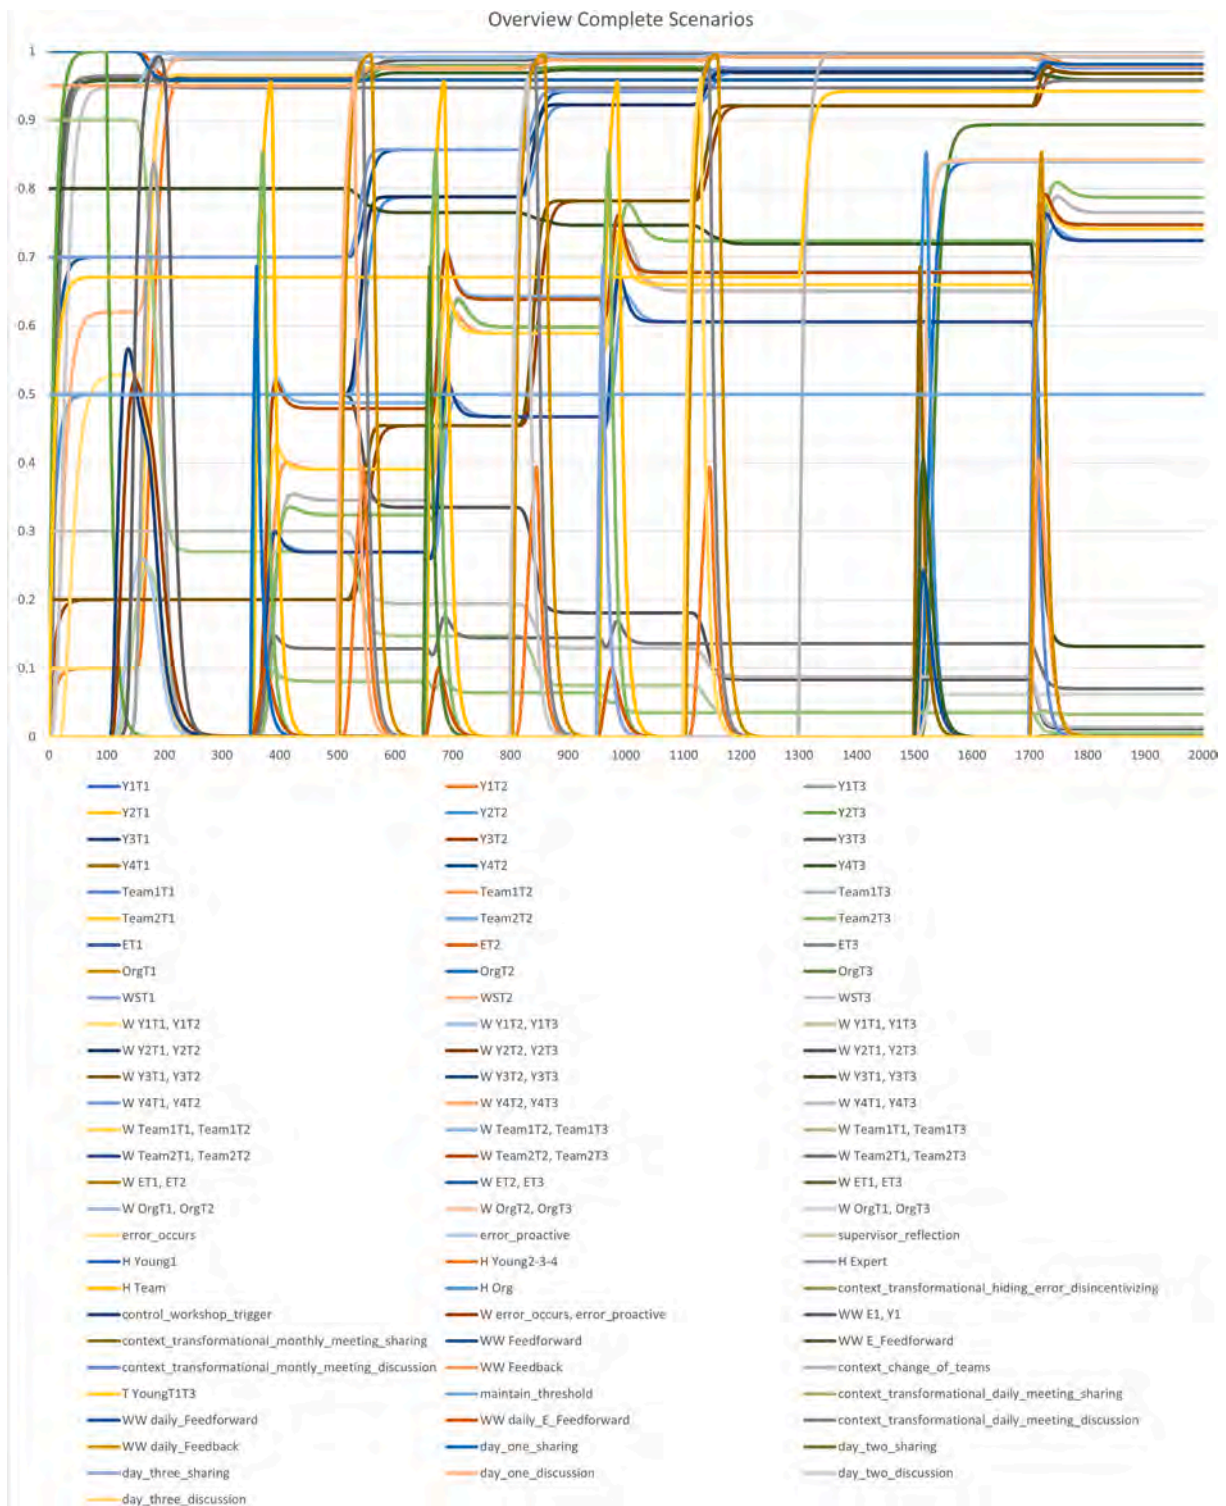 Overview Complete Scenarios
1
0.9
0.8
0.7
0.6
0.5
0.4
0.3
0.2
0.1
0
0 100 200 300 400 500 600 700 800 900 1000 1100 1200 1300 1400 1500 1600 1700 1800 1900 2000
Y1T1 Y1T2 Y1T3
Y2T1 Y2T2 Y2T3
Y3T1 Y3T2 Y3T3
Y4T1 Y4T2 Y4T3
Team1T1 Team1T2 Team1T3
Team2T1 Team2T2 Team2T3
ET1 ET2 ET3
OrgT1 OrgT2 OrgT3
WST1 WST2 WST3
W Y1T1, Y1T2 W Y1T2, Y1T3 W Y1T1, Y1T3
W Y2T1, Y2T2 W Y2T2, Y2T3 W Y2T1, Y2T3
W Y3T1, Y3T2 W Y3T2, Y3T3 W Y3T1, Y3T3
W Y4T1, Y4T2 W Y4T2, Y4T3 W Y4T1, Y4T3
W Team1T1, Team1T2 W Team1T2, Team1T3 W Team1T1, Team1T3
W Team2T1, Team2T2 W Team2T2, Team2T3 W Team2T1, Team2T3
W ET1, ET2 W ET2, ET3 W ET1, ET3
W OrgT1, OrgT2 W OrgT2, OrgT3 W OrgT1, OrgT3
error_occurs error_proactive supervisor_reflection
H Young1 H Young2-3-4 H Expert
H Team H Org context_transformational_hiding_error_disincentivizing
control_workshop_trigger W error_occurs, error_proactive WW E1, Y1
context_transformational_monthly_meeting_sharing WW Feedforward WW E_Feedforward
context_transformational_montly_meeting_discussion WW Feedback context_change_of_teams
T YoungT1T3 maintain_threshold context_transformational_daily_meeting_sharing
WW daily_Feedforward WW daily_E_Feedforward context_transformational_daily_meeting_discussion
WW daily_Feedback day_one_sharing day_two_sharing
day_three_sharing day_one_discussion day_two_discussion
day_three_discussion